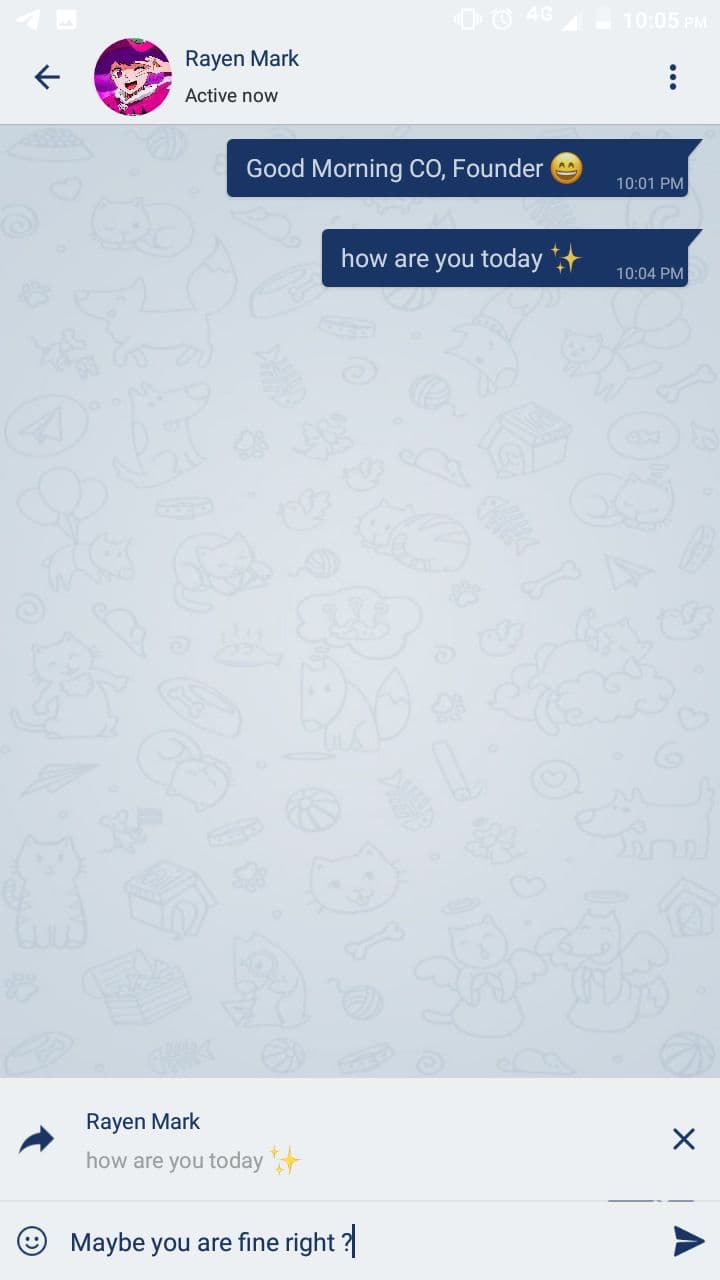 4G 10:05 PM
Rayen Mark
Active now
Good Morning CO, Founder 😄
10:01 PM
how are you today ✨
10:04 PM
Rayen Mark
how are you today ✨
Maybe you are fine right ?